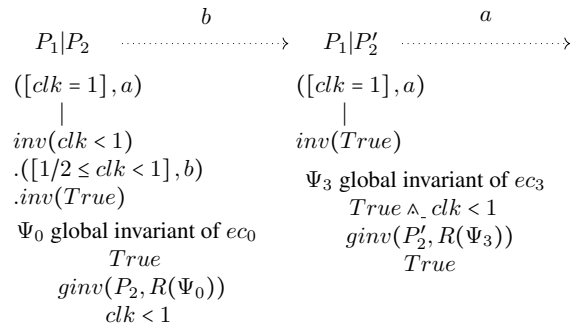 b a
P₁|P₂ P₁|P₂′
([clk = 1], a) ([clk = 1], a)
| |
inv(clk < 1) inv(True)
.([1/2 ≤ clk < 1], b)
.inv(True)
Ψ₀ global invariant of ec₀
True
ginv(P₂, R(Ψ₀))
clk < 1
Ψ₃ global invariant of ec₃
True ∧_ clk < 1
ginv(P₂′, R(Ψ₃))
True